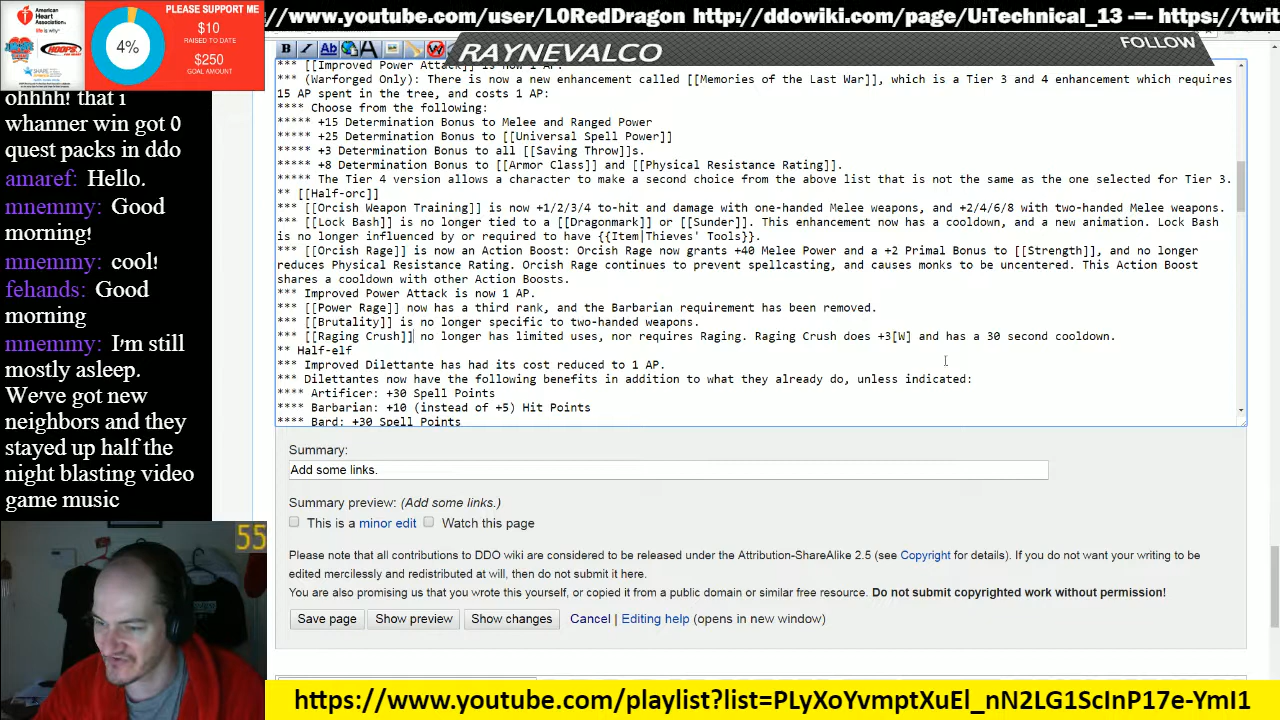 American
Heart
Association
life is why
HOOPS
SHARE
4%
PLEASE SUPPORT ME
$10
RAISED TO DATE
$250
GOAL AMOUNT
www.youtube.com/user/L0RedDragon http://ddowiki.com/page/U:Technical_13 -=- https://twit
RAYNEVALCO
FOLLOW
ohhhh! that i
whanner win got 0
quest packs in ddo
amaref: Hello.
mnemmy: Good
morning!
mnemmy: cool!
fehands: Good
morning
mnemmy: I'm still
mostly asleep.
We've got new
neighbors and they
stayed up half the
night blasting video
game music
55
B I Ab A W
*** [[Improved Power Attack]] is now 1 AP.
*** (Warforged Only): There is now a new enhancement called [[Memories Of the Last War]], which is a Tier 3 and 4 enhancement which requires
15 AP spent in the tree, and costs 1 AP:
**** Choose from the following:
***** +15 Determination Bonus to Melee and Ranged Power
***** +25 Determination Bonus to [[Universal Spell Power]]
***** +3 Determination Bonus to all [[Saving Throw]]s.
***** +8 Determination Bonus to [[Armor Class]] and [[Physical Resistance Rating]].
***** The Tier 4 version allows a character to make a second choice from the above list that is not the same as the one selected for Tier 3.
** [[Half-orc]]
*** [[Orcish Weapon Training]] is now +1/2/3/4 to-hit and damage with one-handed Melee weapons, and +2/4/6/8 with two-handed Melee weapons.
*** [[Lock Bash]] is no longer tied to a [[Dragonmark]] or [[Sunder]]. This enhancement now has a cooldown, and a new animation. Lock Bash
is no longer influenced by or required to have {{Item|Thieves' Tools}}.
*** [[Orcish Rage]] is now an Action Boost: Orcish Rage now grants +40 Melee Power and a +2 Primal Bonus to [[Strength]], and no longer
reduces Physical Resistance Rating. Orcish Rage continues to prevent spellcasting, and causes monks to be uncentered. This Action Boost
shares a cooldown with other Action Boosts.
*** Improved Power Attack is now 1 AP.
*** [[Power Rage]] now has a third rank, and the Barbarian requirement has been removed.
*** [[Brutality]] is no longer specific to two-handed weapons.
*** [[Raging Crush]] no longer has limited uses, nor requires Raging. Raging Crush does +3[W] and has a 30 second cooldown.
** Half-elf
*** Improved Dilettante has had its cost reduced to 1 AP.
*** Dilettantes now have the following benefits in addition to what they already do, unless indicated:
**** Artificer: +30 Spell Points
**** Barbarian: +10 (instead of +5) Hit Points
**** Bard: +30 Spell Points
Summary:
Add some links.
Summary preview: (Add some links.)
This is a minor edit Watch this page
Please note that all contributions to DDO wiki are considered to be released under the Attribution-ShareAlike 2.5 (see Copyright for details). If you do not want your writing to be
edited mercilessly and redistributed at will, then do not submit it here.
You are also promising us that you wrote this yourself, or copied it from a public domain or similar free resource. Do not submit copyrighted work without permission!
Save page Show preview Show changes Cancel | Editing help (opens in new window)
https://www.youtube.com/playlist?list=PLyXoYvmptXuEl_nN2LG1ScInP17e-YmI1